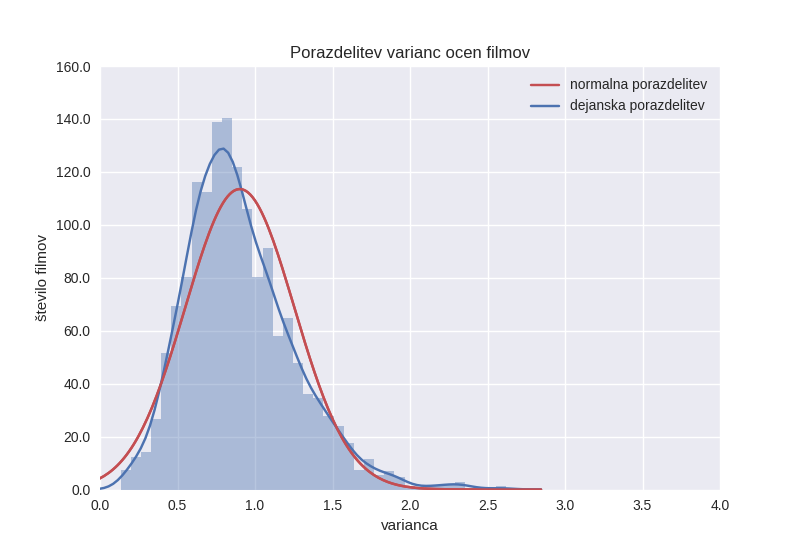 Porazdelitev varianc ocen filmov
160.0
140.0
120.0
100.0
80.0
60.0
40.0
20.0
0.0
število filmov
normalna porazdelitev
dejanska porazdelitev
0.0 0.5 1.0 1.5 2.0 2.5 3.0 3.5 4.0
varianca